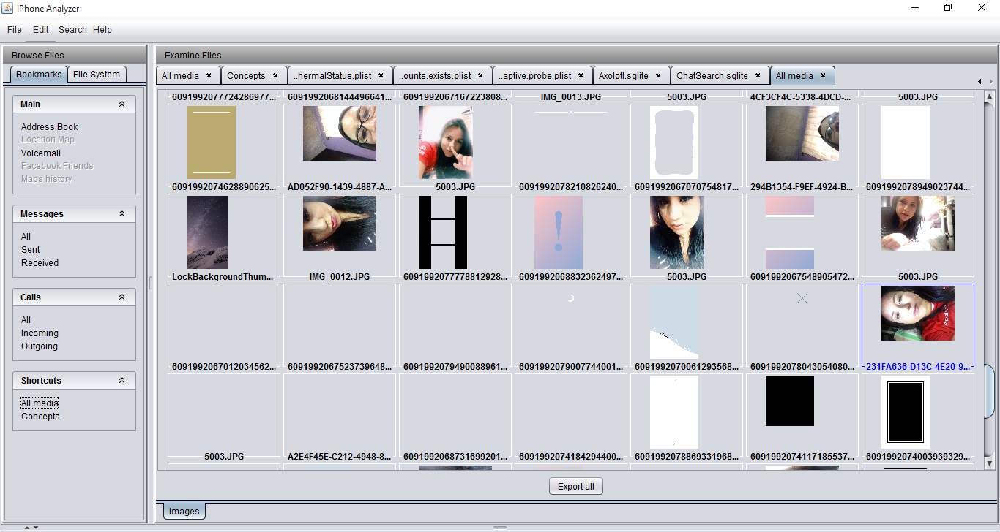 iPhone Analyzer
File Edit Search Help
Browse Files
Bookmarks File System
Main
Address Book
Location Map
Voicemail
Facebook Friends
Maps history
Messages
All
Sent
Received
Calls
All
Incoming
Outgoing
Shortcuts
All media
Concepts
Examine Files
All media Concepts ..hermalStatus.plist ..ounts.exists.plist ..aptive.probe.plist Axolotl.sqlite ChatSearch.sqlite All media
6091992077724286977... 6091992068144496641... 6091992067167223808... IMG_0013.JPG 5003.JPG 4CF3CF4C-5338-4DCD-... 5003.JPG
6091992074628890625... AD052F90-1439-4887-A... 5003.JPG 6091992078210826240... 6091992067070754817... 294B1354-F9EF-4924-B... 6091992078949023744...
LockBackgroundThum... IMG_0012.JPG 6091992077778812928... 6091992068832362497... 5003.JPG 6091992067548905472... 5003.JPG
6091992067012034562... 6091992067523739648... 6091992079490088961... 6091992079007744001... 6091992070061293568... 6091992078043054080... 231FA636-D13C-4E20-9...
5003.JPG A2E4F45E-C212-4948-8... 6091992068731699201... 6091992074184294400... 6091992078869331968... 6091992074117185537... 6091992074003939329...
Export all
Images